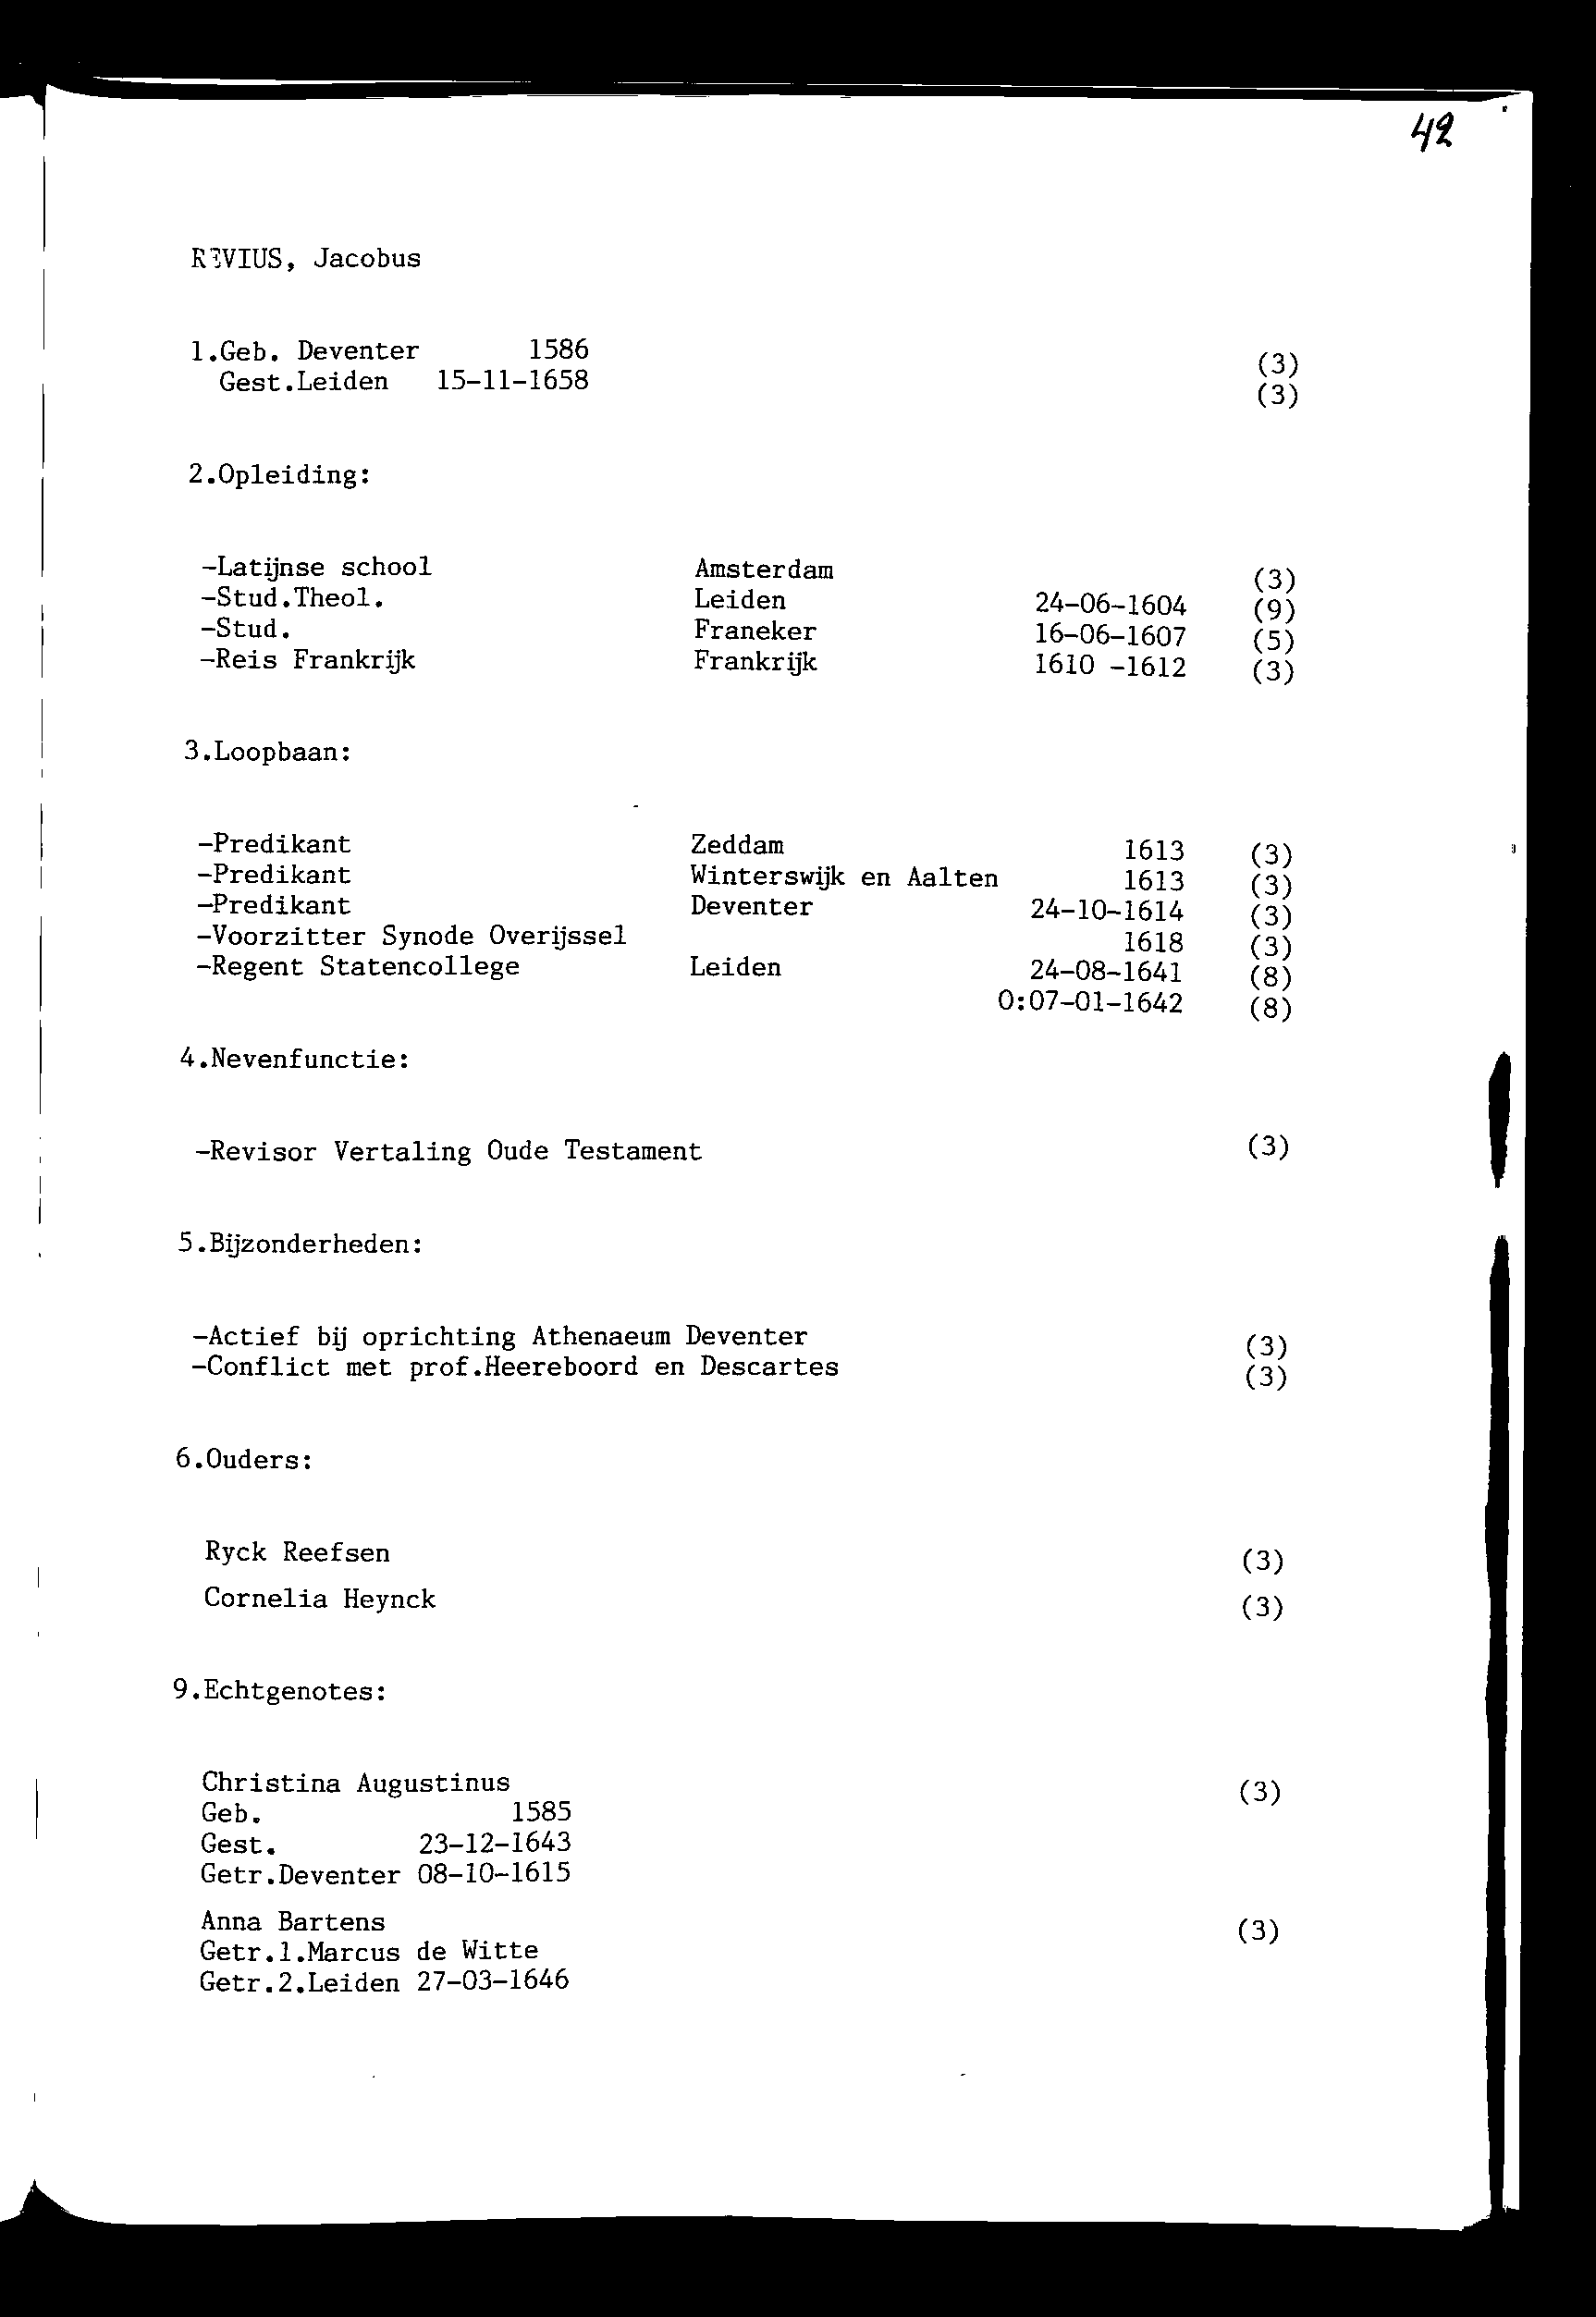 42
REVIUS, Jacobus
1.Geb. Deventer 1586 (3)
Gest.Leiden 15-11-1658 (3)
2.Opleiding:
-Latijnse school Amsterdam (3)
-Stud.Theol. Leiden 24-06-1604 (9)
-Stud. Franeker 16-06-1607 (5)
-Reis Frankrijk Frankrijk 1610 -1612 (3)
3.Loopbaan:
-Predikant Zeddam 1613 (3)
-Predikant Winterswijk en Aalten 1613 (3)
-Predikant Deventer 24-10-1614 (3)
-Voorzitter Synode Overijssel 1618 (3)
-Regent Statencollege Leiden 24-08-1641 (8)
O:07-01-1642 (8)
4.Nevenfunctie:
-Revisor Vertaling Oude Testament (3)
5.Bijzonderheden:
-Actief bij oprichting Athenaeum Deventer (3)
-Conflict met prof.Heereboord en Descartes (3)
6.Ouders:
Ryck Reefsen (3)
Cornelia Heynck (3)
9.Echtgenotes:
Christina Augustinus (3)
Geb. 1585
Gest. 23-12-1643
Getr.Deventer 08-10-1615
Anna Bartens (3)
Getr.1.Marcus de Witte
Getr.2.Leiden 27-03-1646